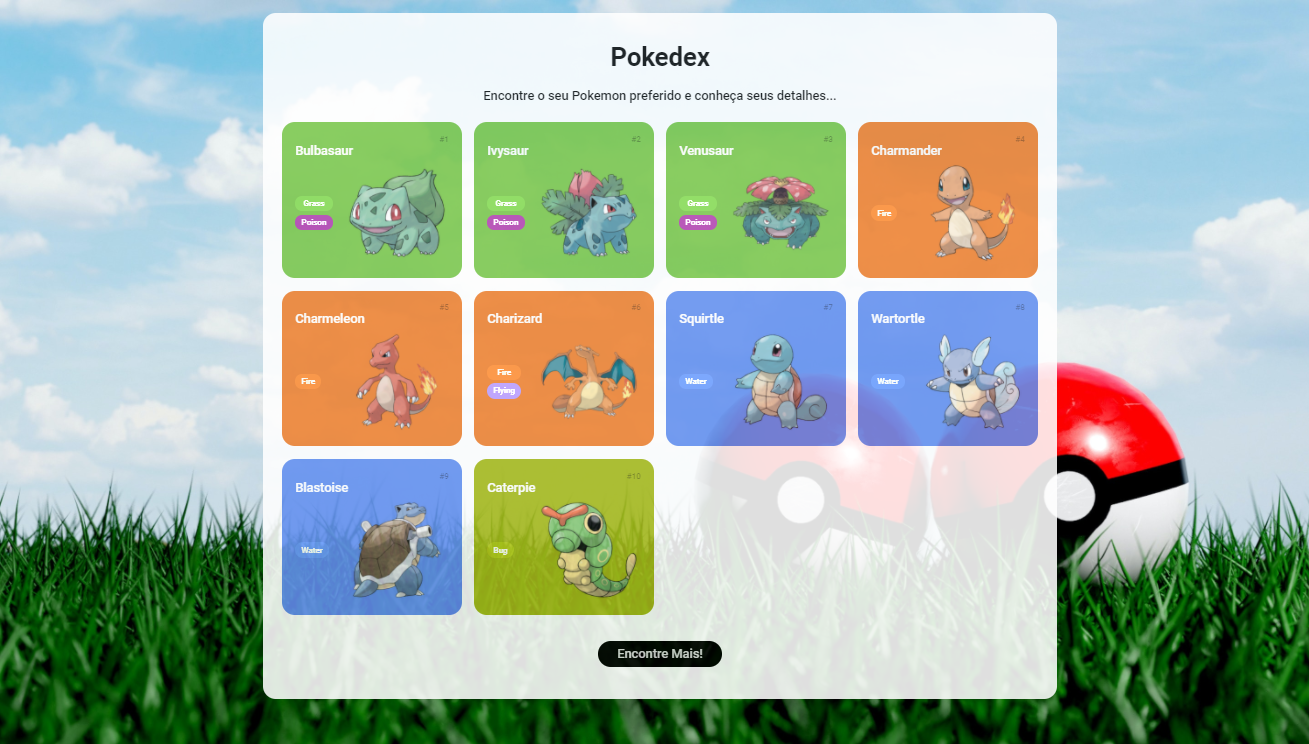 Pokedex
Encontre o seu Pokemon preferido e conheça seus detalhes...
#1
Bulbasaur
Grass
Poison
#2
Ivysaur
Grass
Poison
#3
Venusaur
Grass
Poison
#4
Charmander
Fire
#5
Charmeleon
Fire
#6
Charizard
Fire
Flying
#7
Squirtle
Water
#8
Wartortle
Water
#9
Blastoise
Water
#10
Caterpie
Bug
Encontre Mais!